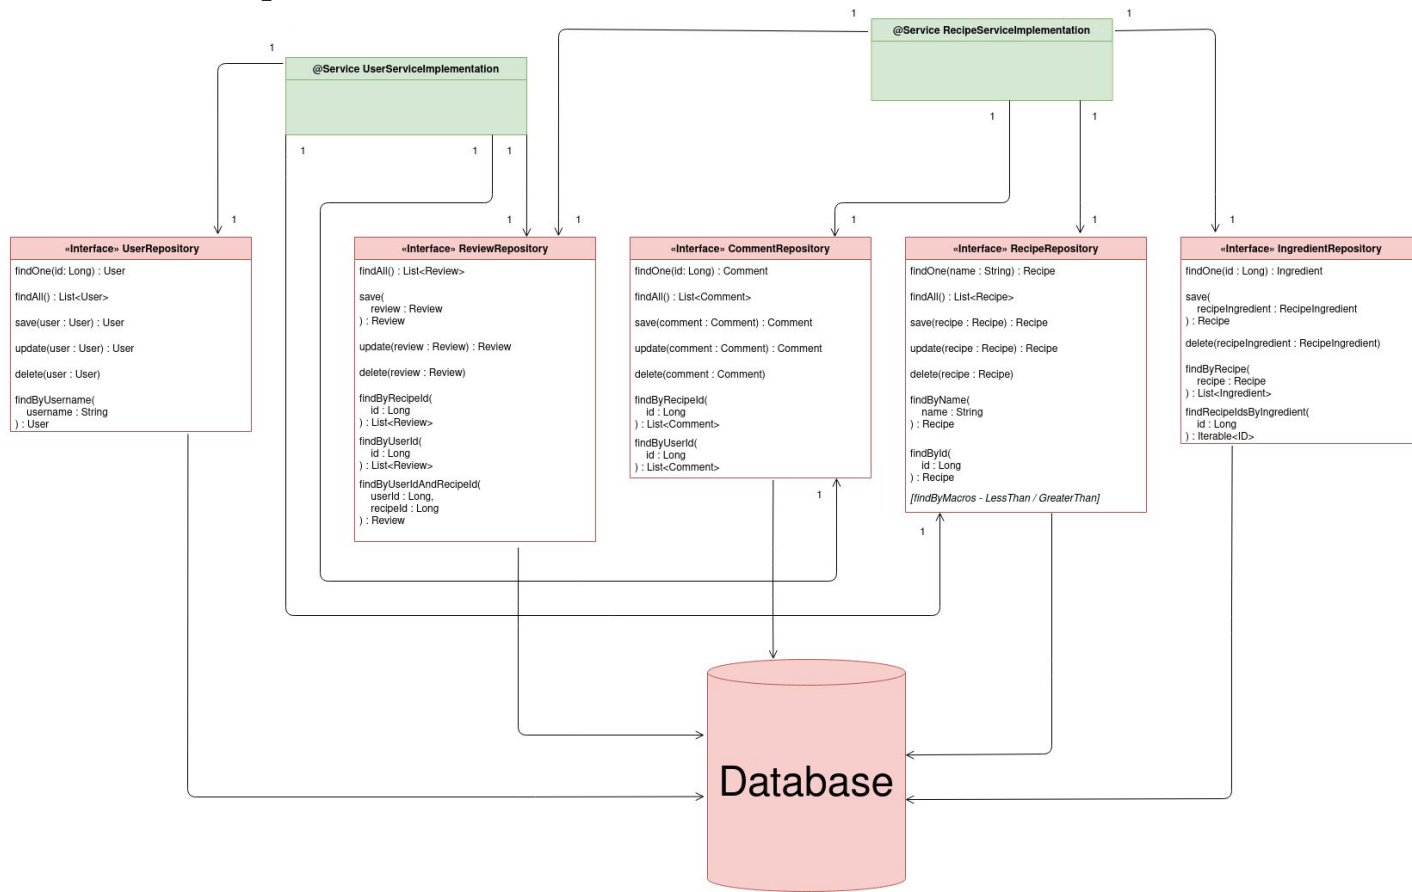 1
1
@Service RecipeServiceImplementation
1
@Service UserServiceImplementation
1
1
1
1
1
1
1
1
1
1
1
1
«Interface» UserRepository
findOne(id: Long) : User
findAll() : List<User>
save(user : User) : User
update(user : User) : User
delete(user : User)
findByUsername(
username : String
) : User
«Interface» ReviewRepository
findAll() : List<Review>
save(
review : Review
) : Review
update(review : Review) : Review
delete(review : Review)
findByRecipeId(
id : Long
) : List<Review>
findByUserId(
id : Long
) : List<Review>
findByUserIdAndRecipeId(
userId : Long,
recipeId : Long
) : Review
«Interface» CommentRepository
findOne(id: Long) : Comment
findAll() : List<Comment>
save(comment : Comment) : Comment
update(comment : Comment) : Comment
delete(comment : Comment)
findByRecipeId(
id : Long
) : List<Comment>
findByUserId(
id : Long
) : List<Comment>
1
«Interface» RecipeRepository
findOne(name : String) : Recipe
findAll() : List<Recipe>
save(recipe : Recipe) : Recipe
update(recipe : Recipe) : Recipe
delete(recipe : Recipe)
findByName(
name : String
) : Recipe
findById(
id : Long
) : Recipe
[findByMacros - LessThan / GreaterThan]
1
«Interface» IngredientRepository
findOne(id : Long) : Ingredient
save(
recipeIngredient : RecipeIngredient
) : Recipe
delete(recipeIngredient : RecipeIngredient)
findByRecipe(
recipe : Recipe
) : List<Ingredient>
findRecipeIdsByIngredient(
id : Long
) : Iterable<ID>
Database